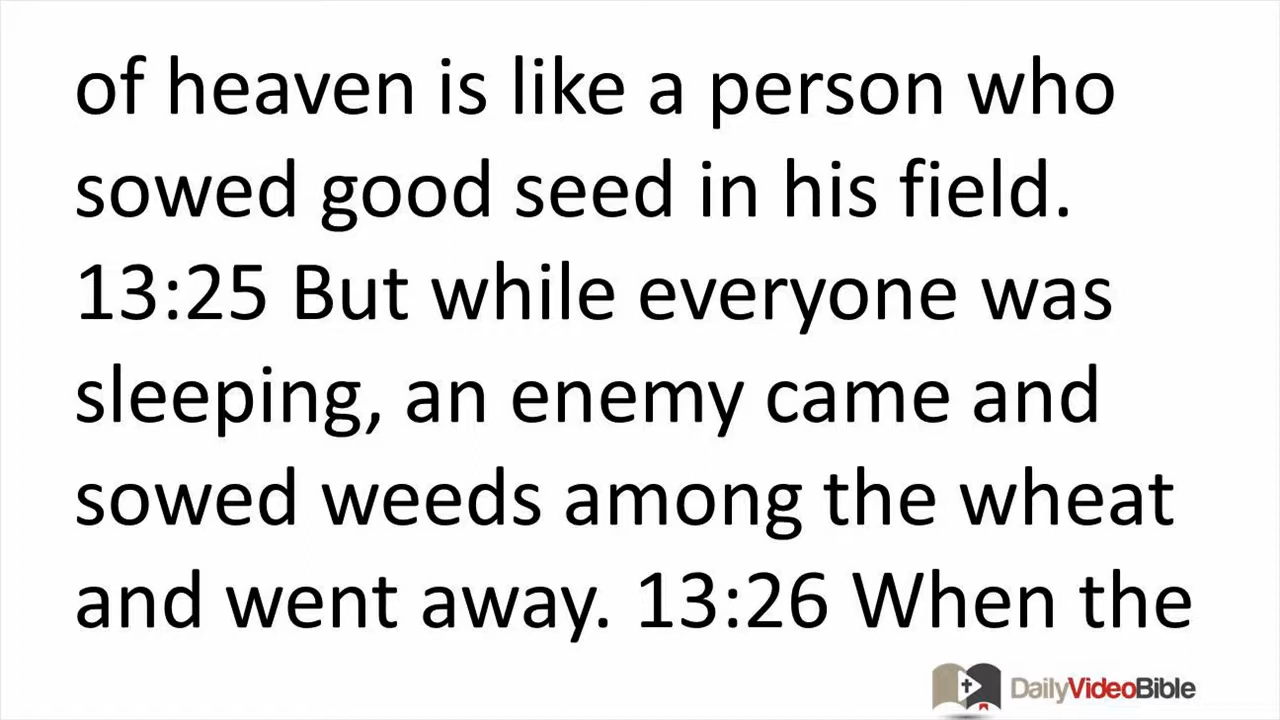 of heaven is like a person who
sowed good seed in his field.
13:25 But while everyone was
sleeping, an enemy came and
sowed weeds among the wheat
and went away. 13:26 When the
DailyVideoBible